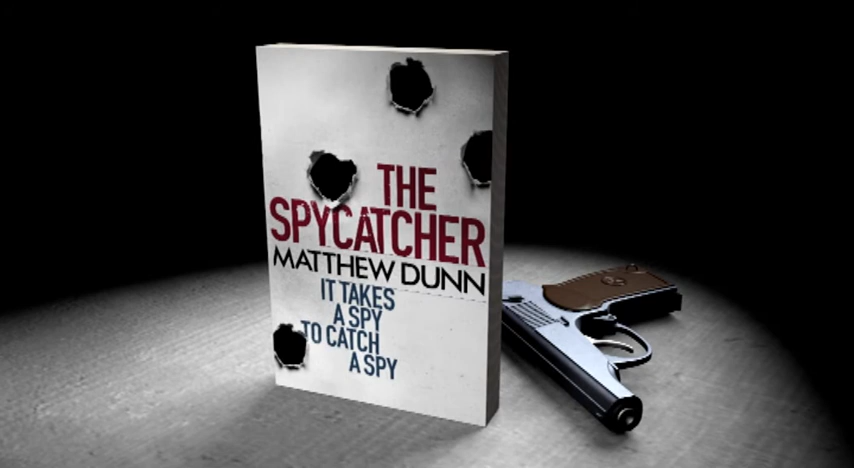 THE
SPYCATCHER
MATTHEW DUNN
IT TAKES
A SPY
TO CATCH
A SPY